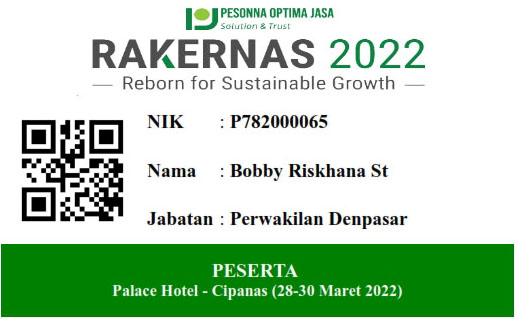 PESONNA OPTIMA JASA
Solution & Trust
RAKERNAS 2022
Reborn for Sustainable Growth
NIK : P782000065
Nama : Bobby Riskhana St
Jabatan : Perwakilan Denpasar
PESERTA
Palace Hotel - Cipanas (28-30 Maret 2022)